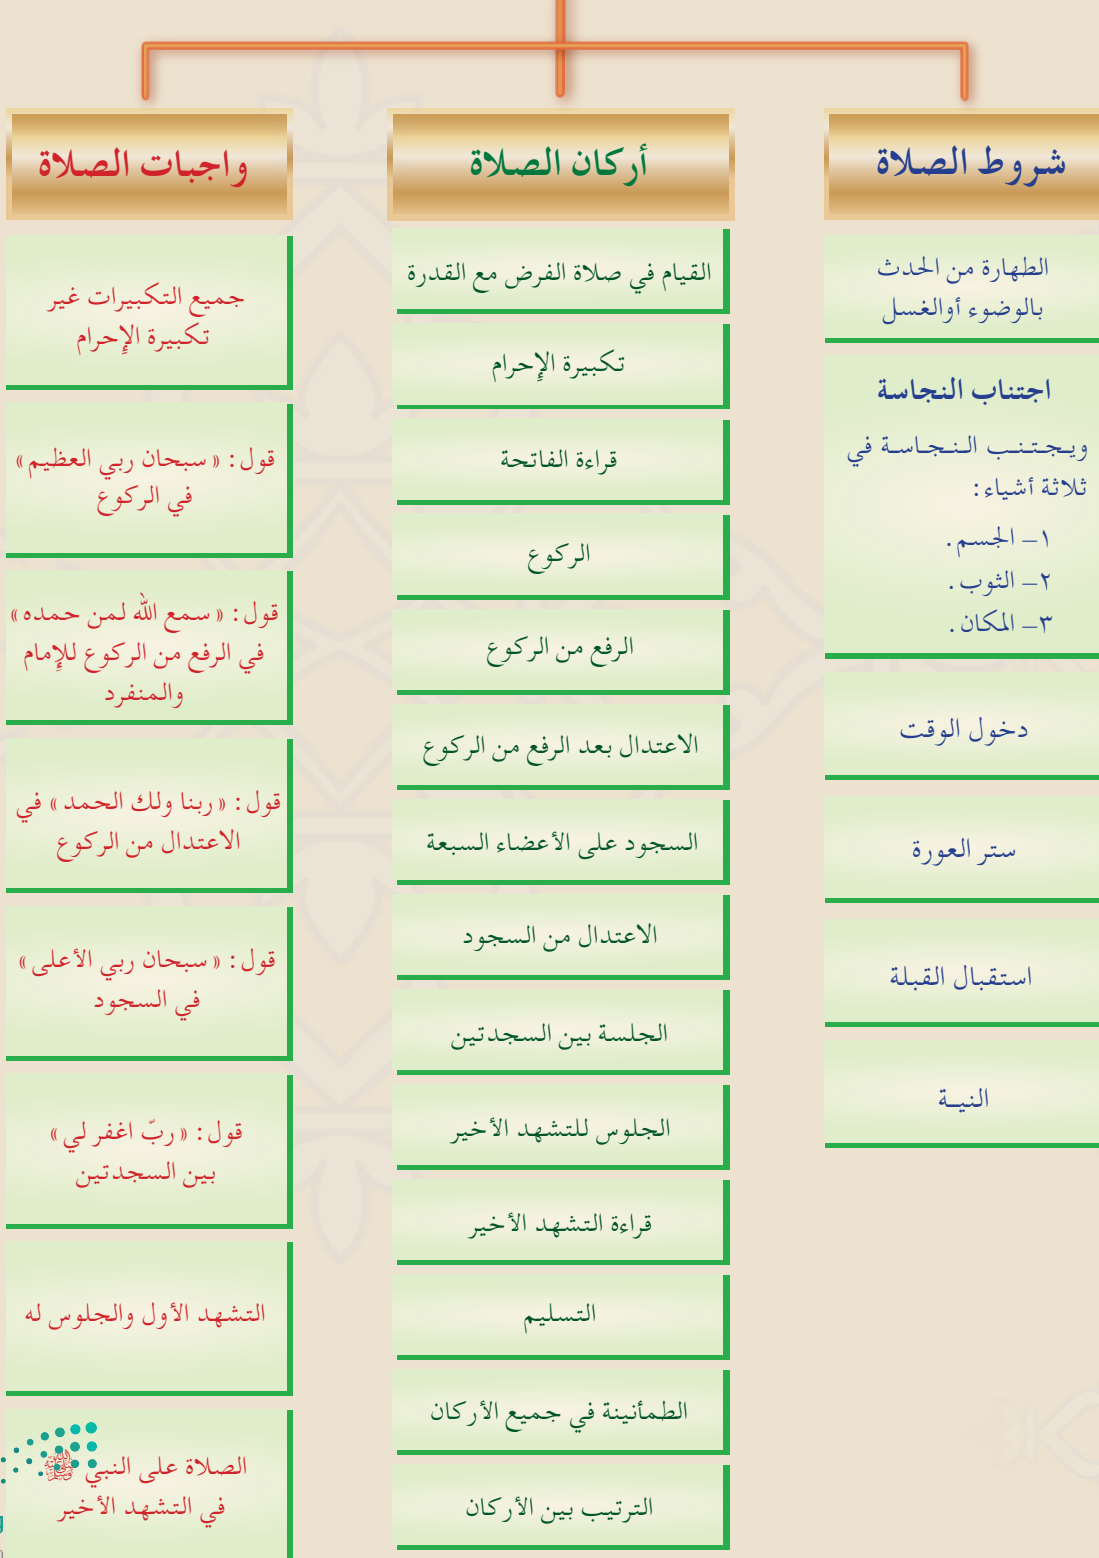 شروط الصلاة
الطهارة من الحدث
بالوضوء أوالغسل
اجتناب النجاسة
ويجتنب النجاسة في
ثلاثة أشياء :
١– الجسم .
٢– الثوب .
٣– المكان .
دخول الوقت
ستر العورة
استقبال القبلة
النيـة
أركان الصلاة
القيام في صلاة الفرض مع القدرة
تكبيرة الإحرام
قراءة الفاتحة
الركوع
الرفع من الركوع
الاعتدال بعد الرفع من الركوع
السجود على الأعضاء السبعة
الاعتدال من السجود
الجلسة بين السجدتين
الجلوس للتشهد الأخير
قراءة التشهد الأخير
التسليم
الطمأنينة في جميع الأركان
الترتيب بين الأركان
واجبات الصلاة
جميع التكبيرات غير
تكبيرة الإحرام
قول : « سبحان ربي العظيم »
في الركوع
قول : « سمع الله لمن حمده »
في الرفع من الركوع للإمام
والمنفرد
قول : « ربنا ولك الحمد » في
الاعتدال من الركوع
قول : « سبحان ربي الأعلى »
في السجود
قول : « ربّ اغفر لي »
بين السجدتين
التشهد الأول والجلوس له
الصلاة على النبي ﷺ
في التشهد الأخير